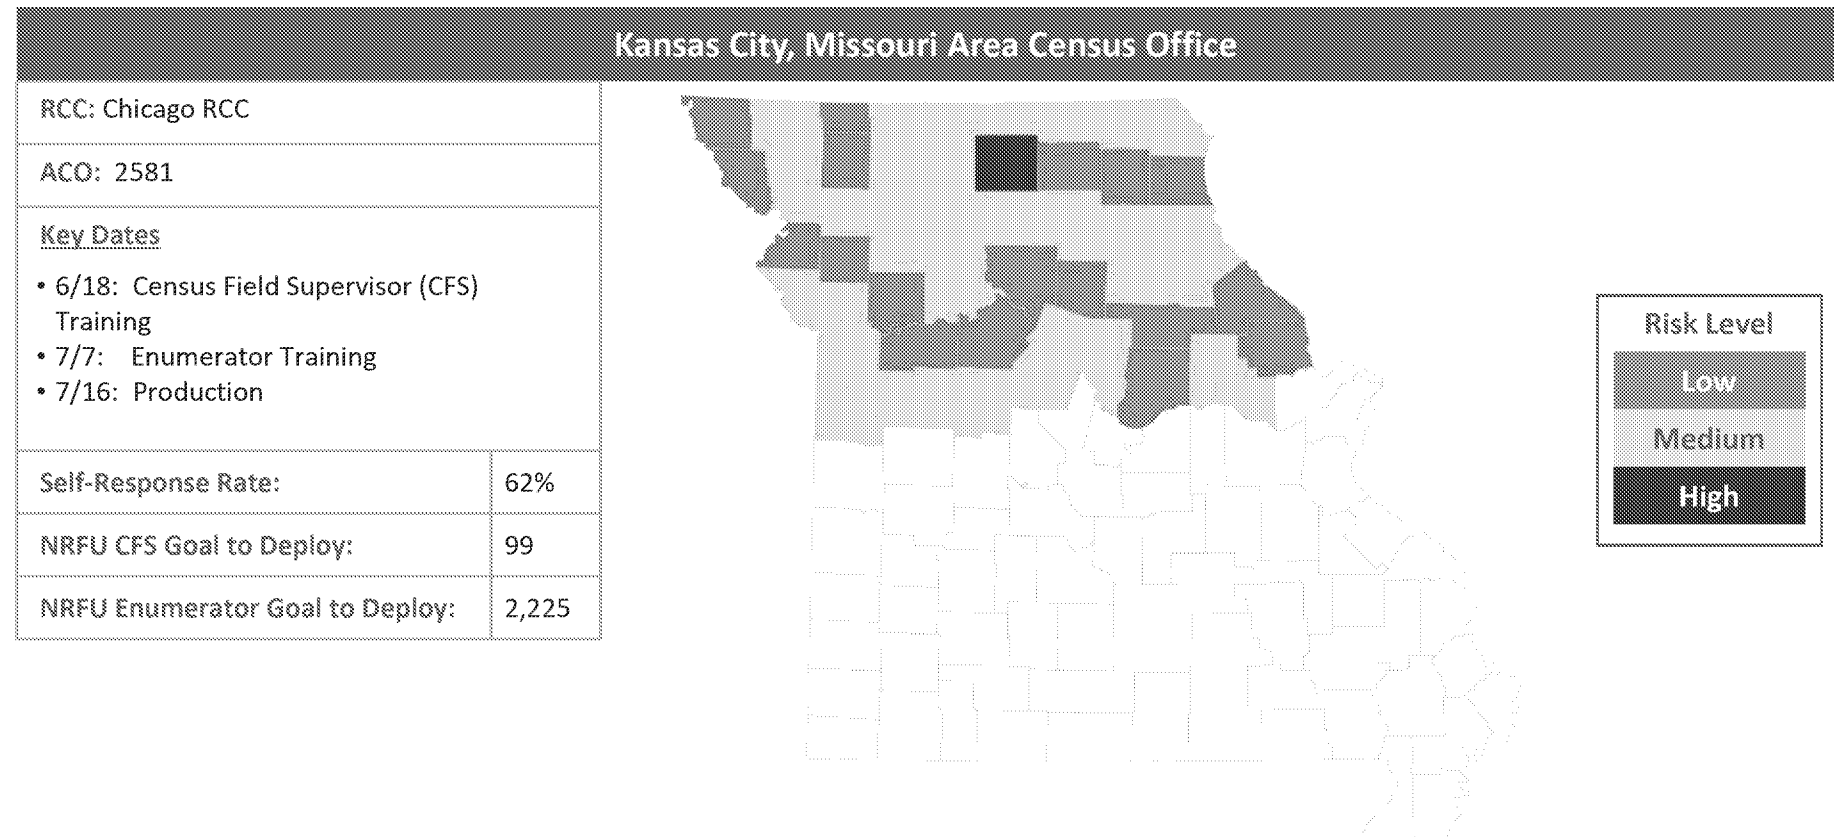 Kansas City, Missouri Area Census Office
RCC: Chicago RCC
ACO: 2581
Key Dates
• 6/18: Census Field Supervisor (CFS)
Training
• 7/7: Enumerator Training
• 7/16: Production
Self-Response Rate: 62%
NRFU CFS Goal to Deploy: 99
NRFU Enumerator Goal to Deploy: 2,225
Risk Level
Low
Medium
High